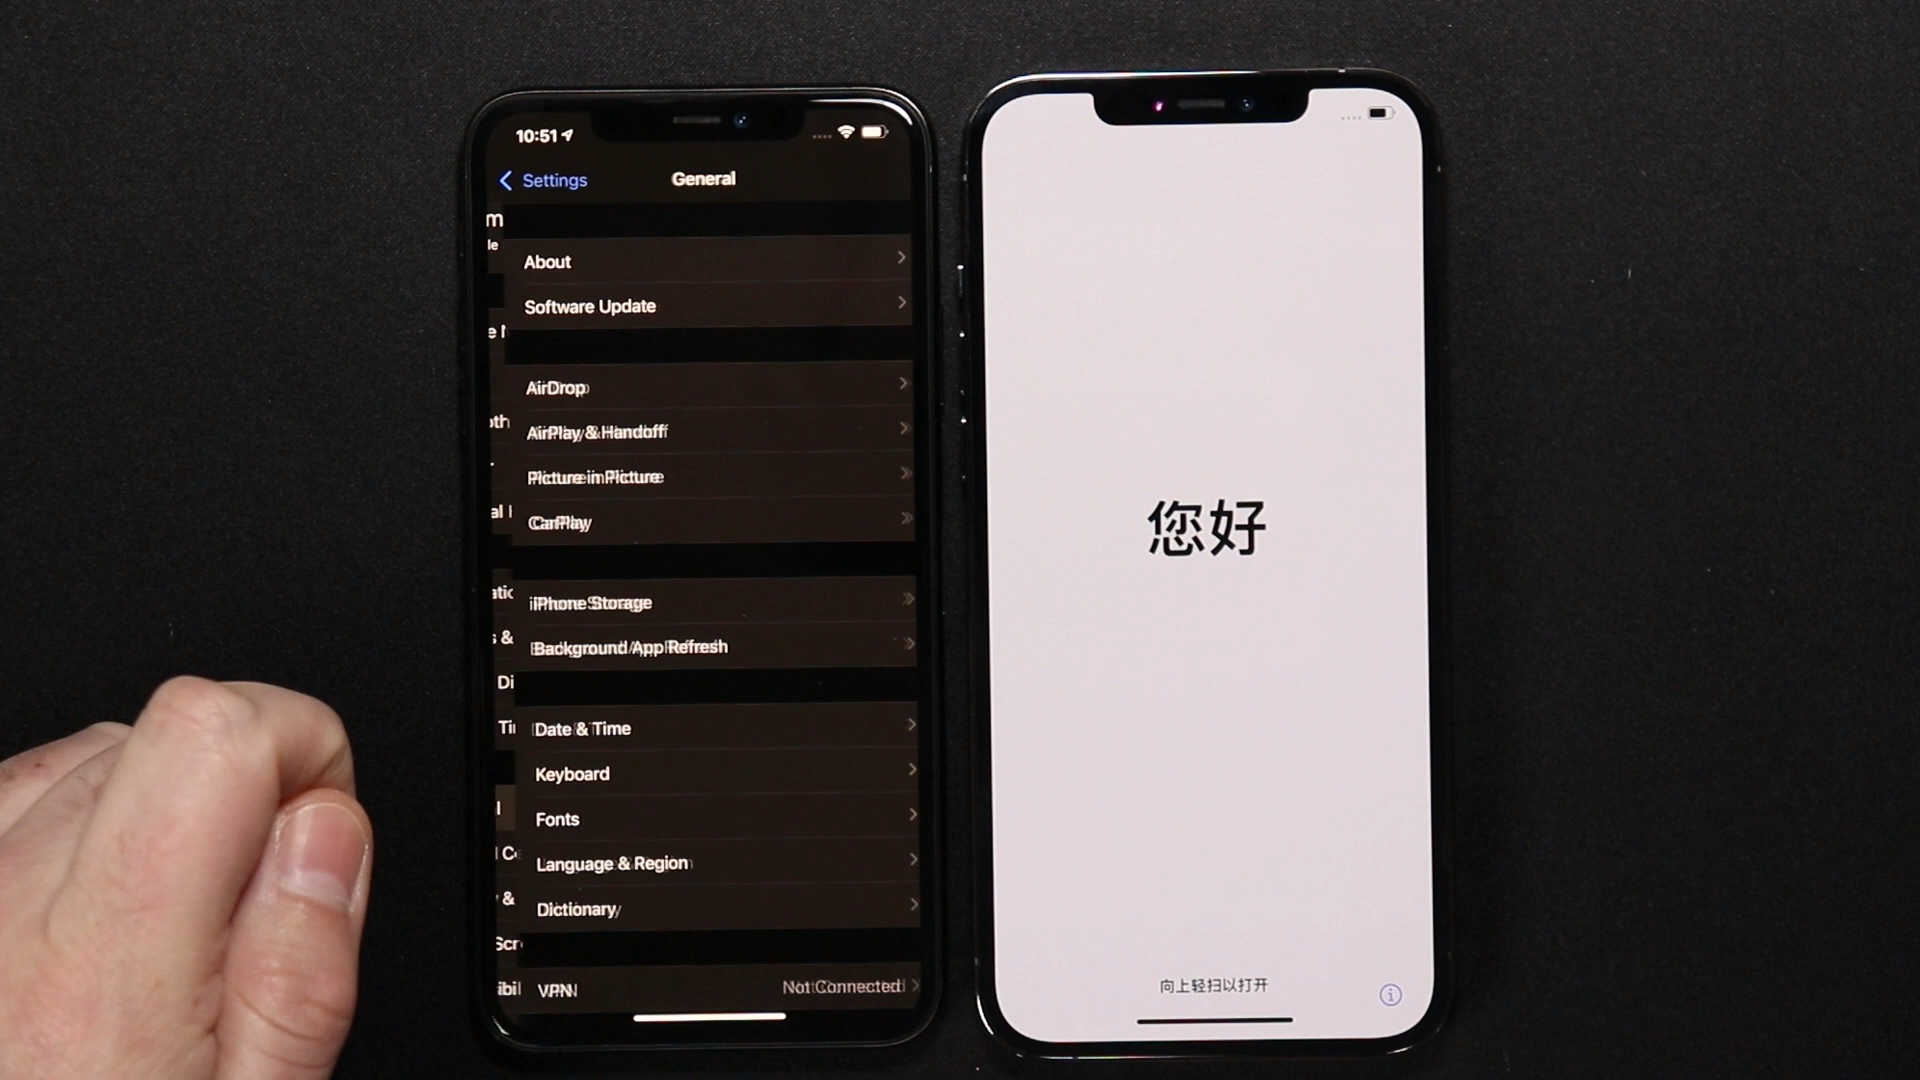 10:51
Settings
General
About
Software Update
AirDrop
AirPlay & Handoff
Picture in Picture
CarPlay
iPhone Storage
Background App Refresh
Date & Time
Keyboard
Fonts
Language & Region
Dictionary
VPN Not Connected
您好
向上轻扫以打开